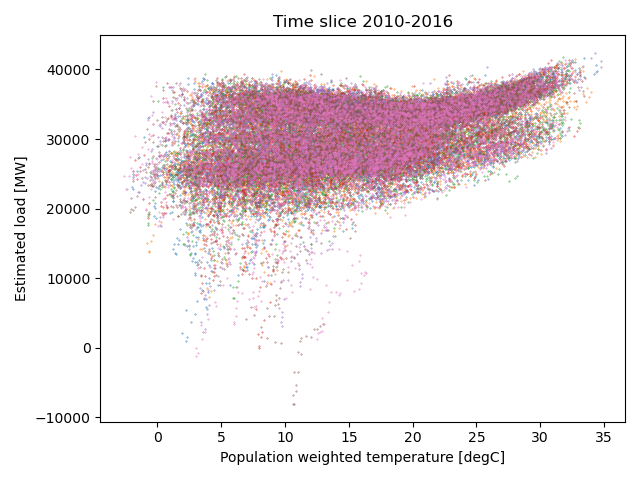 Time slice 2010-2016
40000
30000
20000
10000
0
−10000
Estimated load [MW]
0 5 10 15 20 25 30 35
Population weighted temperature [degC]